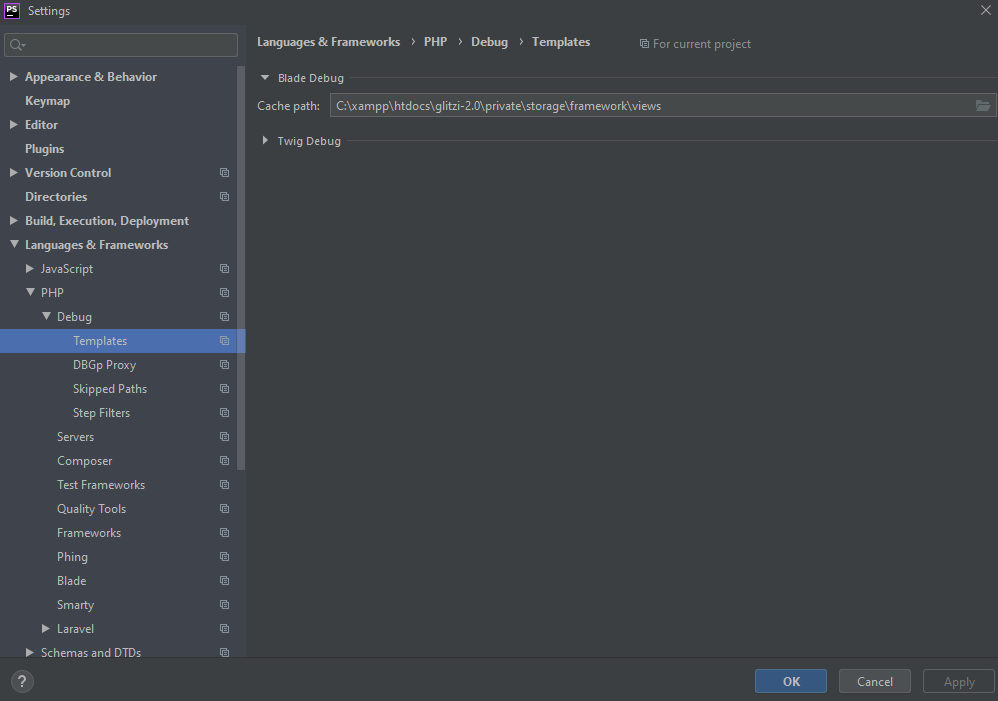 PS Settings
Languages & Frameworks › PHP › Debug › Templates For current project
Appearance & Behavior
Keymap
Editor
Plugins
Version Control
Directories
Build, Execution, Deployment
Languages & Frameworks
JavaScript
PHP
Debug
Templates
DBGp Proxy
Skipped Paths
Step Filters
Servers
Composer
Test Frameworks
Quality Tools
Frameworks
Phing
Blade
Smarty
Laravel
Schemas and DTDs
Blade Debug
Cache path: C:\xampp\htdocs\glitzi-2.0\private\storage\framework\views
Twig Debug
? OK Cancel Apply